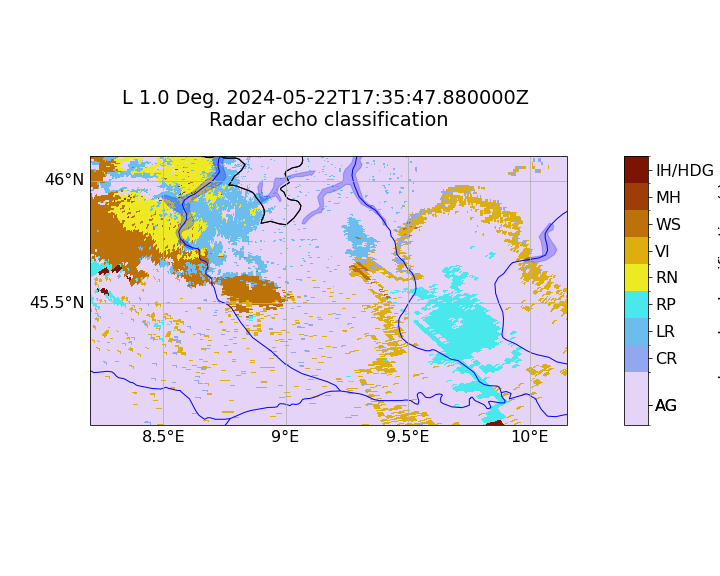 L 1.0 Deg. 2024-05-22T17:35:47.880000Z
Radar echo classification
46°N
45.5°N
8.5°E
9°E
9.5°E
10°E
IH/HDG
MH
WS
VI
RN
RP
LR
CR
AG